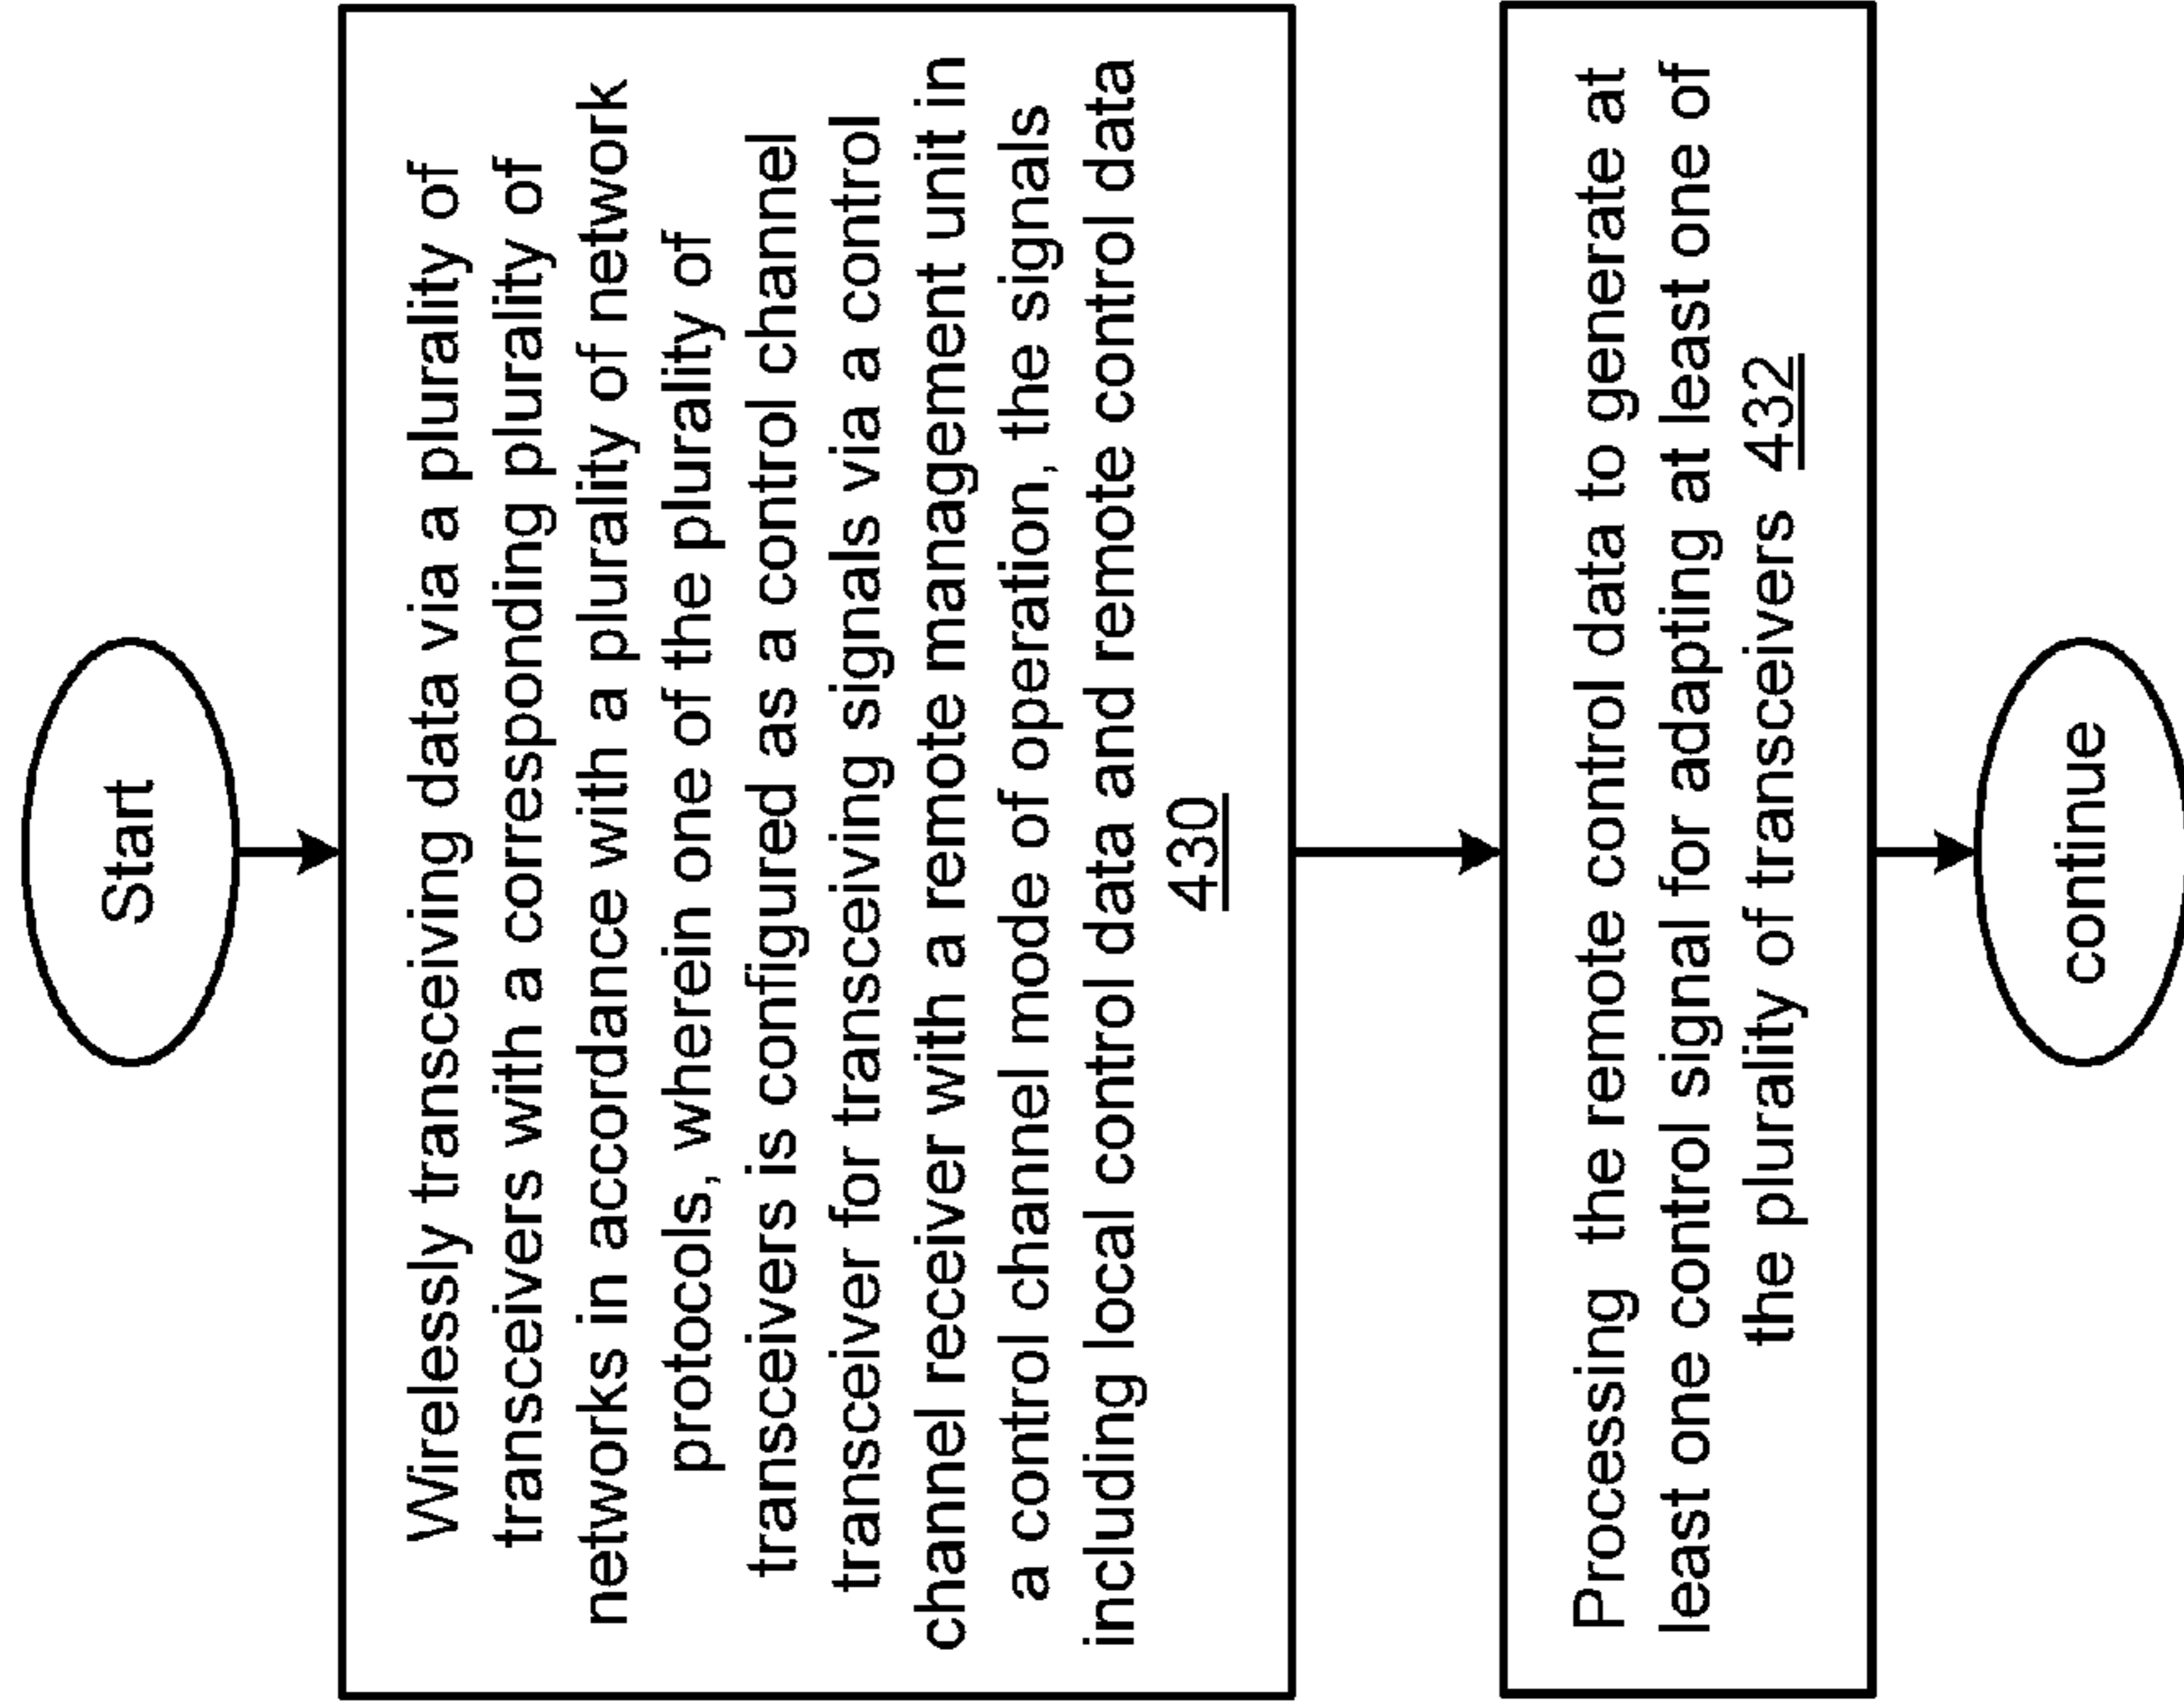 Start
Wirelessly transceiving data via a plurality of
transceivers with a corresponding plurality of
networks in accordance with a plurality of network
protocols, wherein one of the plurality of
transceivers is configured as a control channel
transceiver for transceiving signals via a control
channel receiver with a remote management unit in
a control channel mode of operation, the signals
including local control data and remote control data
430
Processing the remote control data to generate at
least one control signal for adapting at least one of
the plurality of transceivers 432
continue